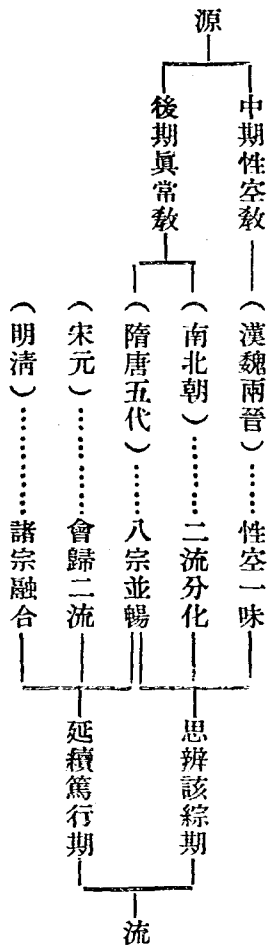 源
中期性空教
後期眞常教
（漢魏兩晉）………性空一味
（南北朝）………二流分化
（隋唐五代）………八宗並暢
（宋元）………會歸二流
（明清）………諸宗融合
思辨該綜期
延續篤行期
流